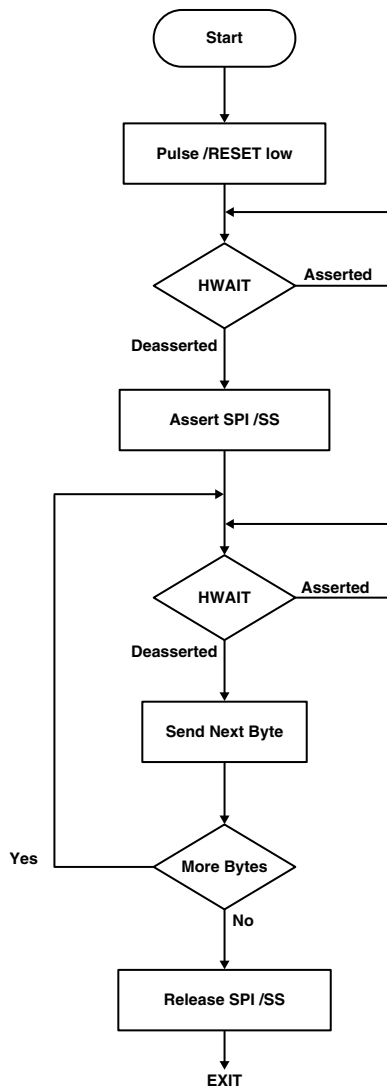 Start
Pulse /RESET low
HWAIT
Asserted
Deasserted
Assert SPI /SS
HWAIT
Asserted
Deasserted
Send Next Byte
Yes
More Bytes
No
Release SPI /SS
EXIT